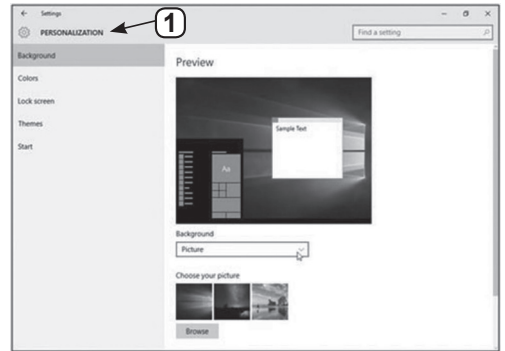 ← Settings
PERSONALIZATION
1
Find a setting
Background
Colors
Lock screen
Themes
Start
Preview
Sample Text
Aa
Background
Picture
Choose your picture
Browse